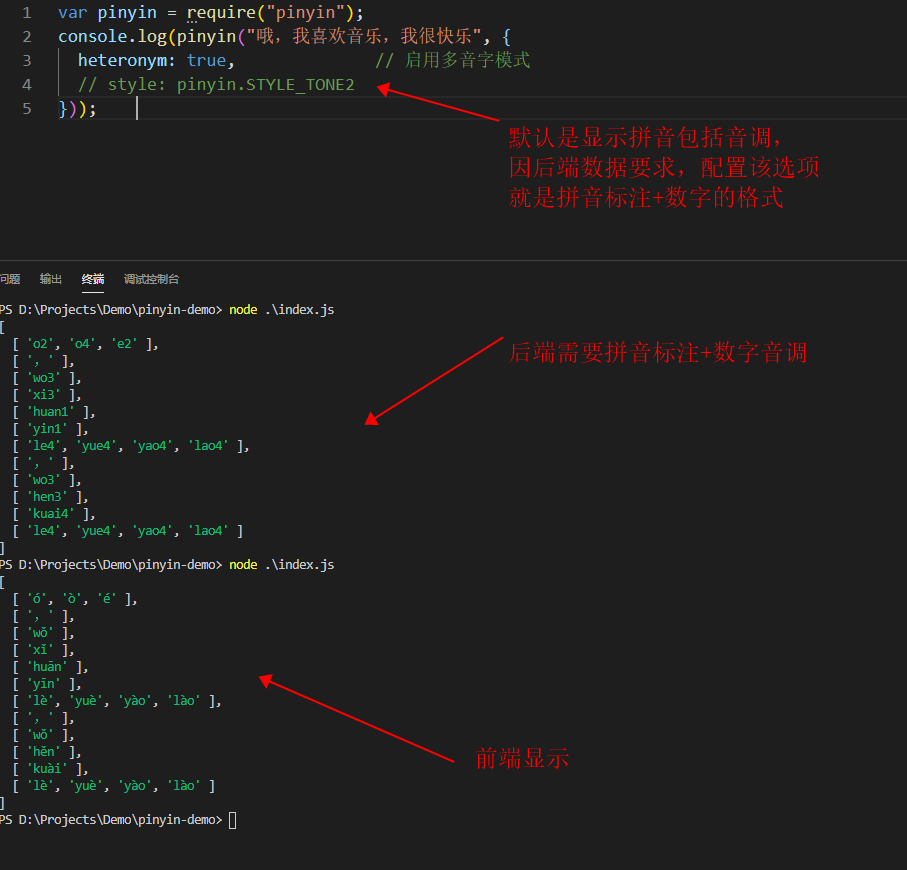 1 var pinyin = require("pinyin");
2 console.log(pinyin("哦，我喜欢音乐，我很快乐", {
3 heteronym: true, // 启用多音字模式
4 // style: pinyin.STYLE_TONE2
5 }));
默认是显示拼音包括音调，
因后端数据要求，配置该选项
就是拼音标注+数字的格式
问题 输出 终端 调试控制台
PS D:\Projects\Demo\pinyin-demo> node .\index.js
[
[ 'o2', 'o4', 'e2' ],
[ '，' ],
[ 'wo3' ],
[ 'xi3' ],
[ 'huan1' ],
[ 'yin1' ],
[ 'le4', 'yue4', 'yao4', 'lao4' ],
[ '，' ],
[ 'wo3' ],
[ 'hen3' ],
[ 'kuai4' ],
[ 'le4', 'yue4', 'yao4', 'lao4' ]
]
后端需要拼音标注+数字音调
PS D:\Projects\Demo\pinyin-demo> node .\index.js
[
[ 'ó', 'ò', 'é' ],
[ '，' ],
[ 'wǒ' ],
[ 'xǐ' ],
[ 'huān' ],
[ 'yīn' ],
[ 'lè', 'yuè', 'yào', 'lào' ],
[ '，' ],
[ 'wǒ' ],
[ 'hěn' ],
[ 'kuài' ],
[ 'lè', 'yuè', 'yào', 'lào' ]
]
前端显示
PS D:\Projects\Demo\pinyin-demo>